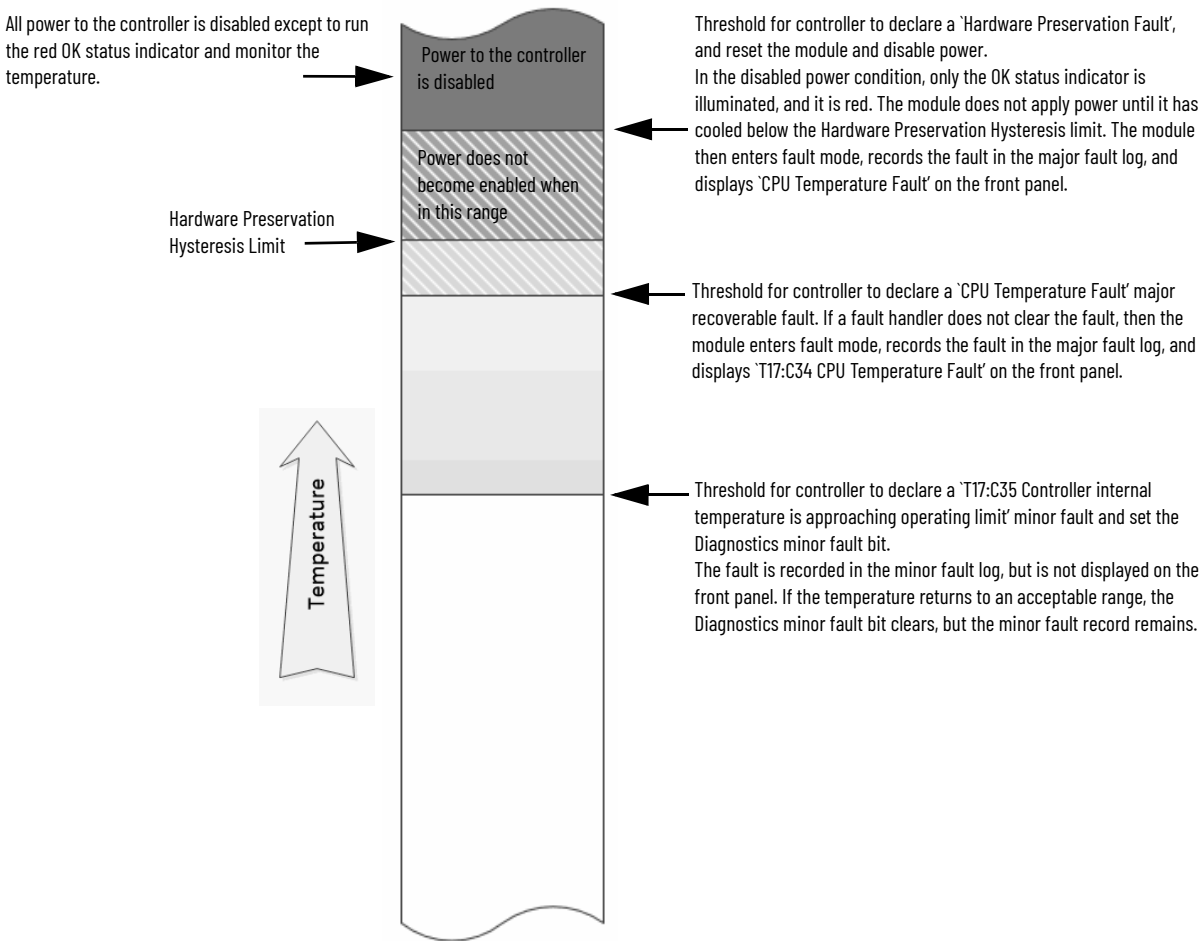 All power to the controller is disabled except to run
the red OK status indicator and monitor the
temperature.
Power to the controller
is disabled
Threshold for controller to declare a `Hardware Preservation Fault’,
and reset the module and disable power.
In the disabled power condition, only the OK status indicator is
illuminated, and it is red. The module does not apply power until it has
cooled below the Hardware Preservation Hysteresis limit. The module
then enters fault mode, records the fault in the major fault log, and
displays `CPU Temperature Fault’ on the front panel.
Power does not
become enabled when
in this range
Hardware Preservation
Hysteresis Limit
Threshold for controller to declare a `CPU Temperature Fault’ major
recoverable fault. If a fault handler does not clear the fault, then the
module enters fault mode, records the fault in the major fault log, and
displays `T17:C34 CPU Temperature Fault’ on the front panel.
Temperature
Threshold for controller to declare a `T17:C35 Controller internal
temperature is approaching operating limit’ minor fault and set the
Diagnostics minor fault bit.
The fault is recorded in the minor fault log, but is not displayed on the
front panel. If the temperature returns to an acceptable range, the
Diagnostics minor fault bit clears, but the minor fault record remains.